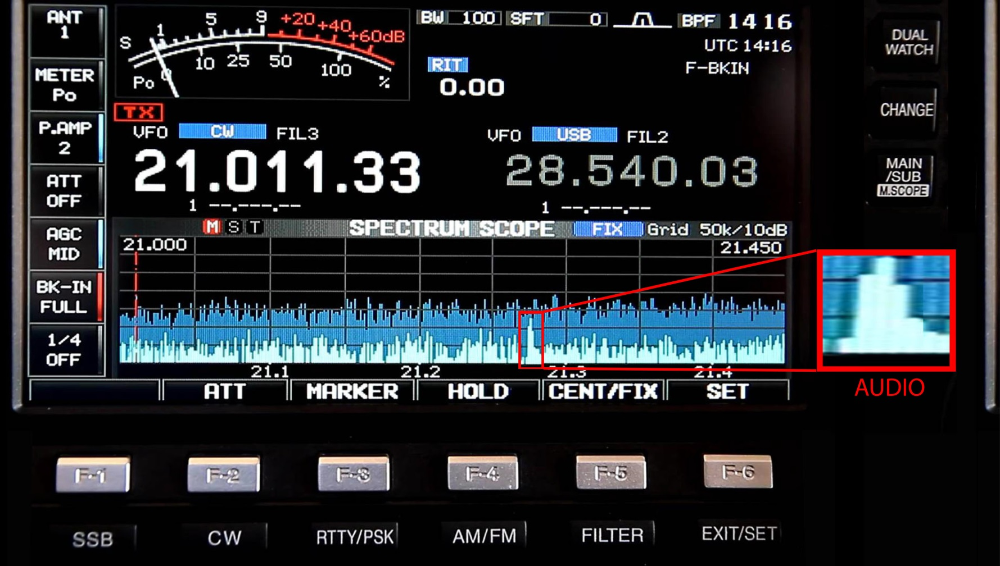 ANT
1
METER
Po
P.AMP
2
ATT
OFF
AGC
MID
BK-IN
FULL
1/4
OFF
S 1 5 9 +20 +40 +60dB
Po 0 10 25 50 100 %
BW 100 SFT 0 BPF 14 16
UTC 14:16
F-BKIN
RIT
0.00
TX
VFO CW FIL3
21.011.33
1 --.---.--
VFO USB FIL2
28.540.03
1 --.---.--
M S T SPECTRUM SCOPE FIX Grid 50k/10dB
21.000 21.450
21.1 21.2 21.3 21.4
ATT MARKER HOLD CENT/FIX SET
AUDIO
DUAL
WATCH
CHANGE
MAIN
/SUB
M.SCOPE
F-1 F-2 F-3 F-4 F-5 F-6
SSB CW RTTY/PSK AM/FM FILTER EXIT/SET